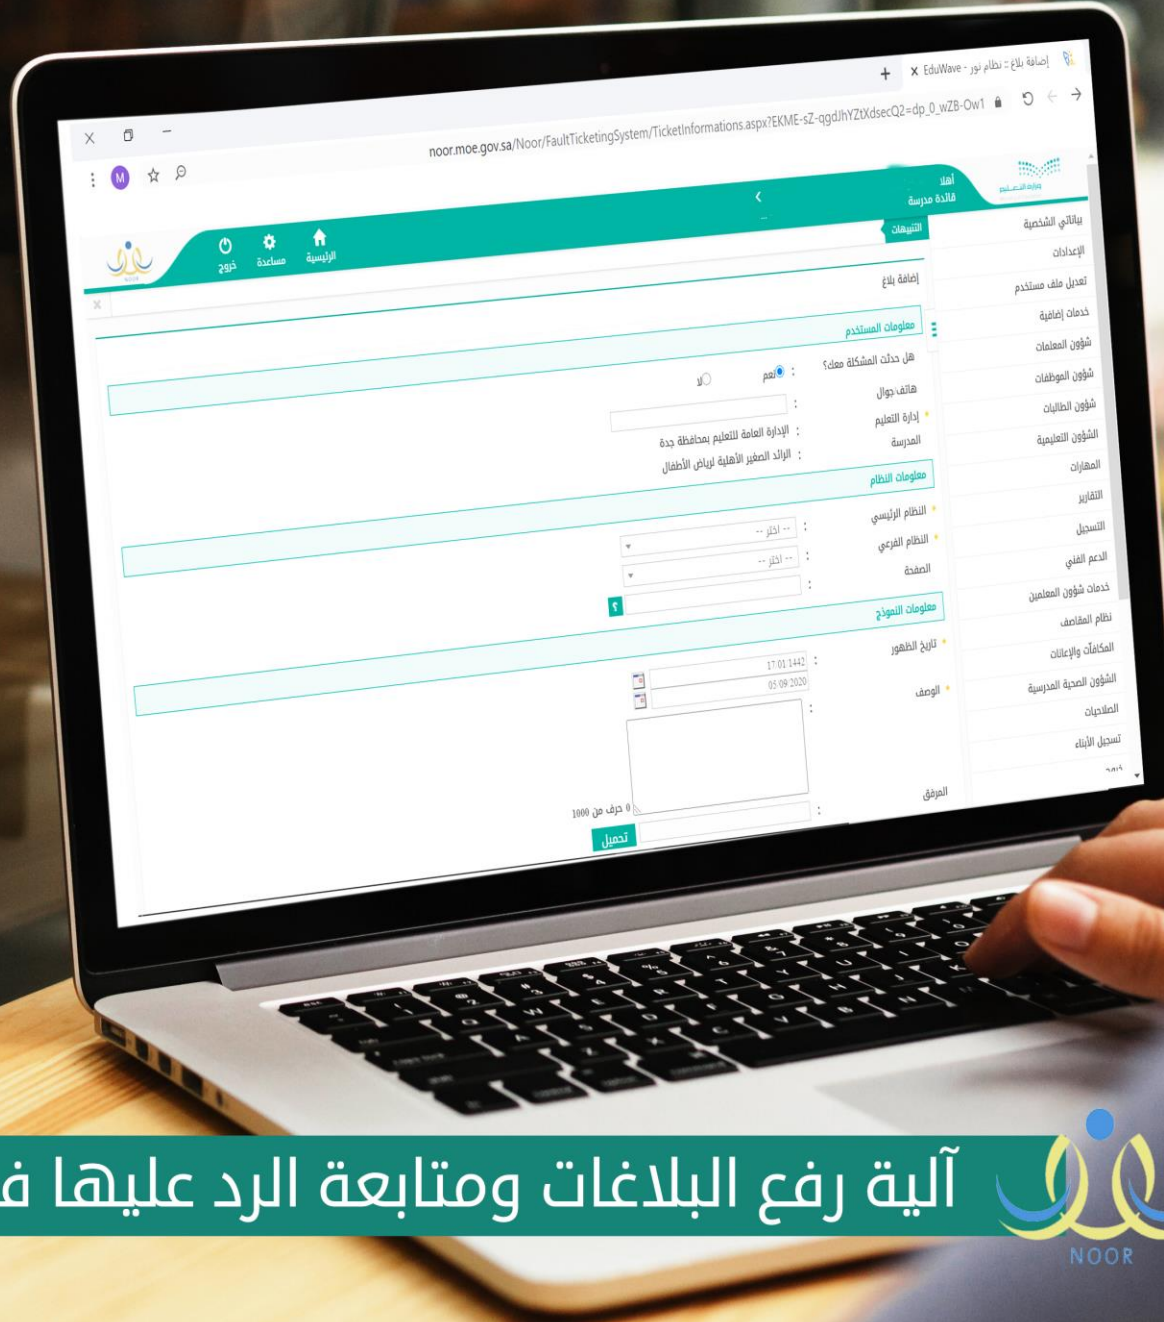 إضافة بلاغ :: نظام نور - EduWave
noor.moe.gov.sa/Noor/FaultTicketingSystem/TicketInformations.aspx?EKME-sZ-qgdJhYZtXdsecQ2=dp_0_wZB-Ow1
M
وزارة التعليم
أهلا
قائدة مدرسة
الرئيسية
مساعدة
خروج
NOOR
التنبيهات
بياناتي الشخصية
الإعدادات
تعديل ملف مستخدم
خدمات إضافية
شؤون المعلمات
شؤون الموظفات
شؤون الطالبات
الشؤون التعليمية
المهارات
التقارير
التسجيل
الدعم الفني
خدمات شؤون المعلمين
نظام المقاصف
المكافآت والإعانات
الشؤون الصحية المدرسية
الصلاحيات
تسجيل الأبناء
إضافة بلاغ
معلومات المستخدم
هل حدثت المشكلة معك؟ : نعم لا
هاتف/جوال :
إدارة التعليم : الإدارة العامة للتعليم بمحافظة جدة
المدرسة : الرائد الصغير الأهلية لرياض الأطفال
معلومات النظام
النظام الرئيسي : -- اختر --
النظام الفرعي : -- اختر --
الصفحة : ؟
معلومات النموذج
تاريخ الظهور : 17/01/1442
05/09/2020
الوصف :
0 حرف من 1000
المرفق :
تحميل
آلية رفع البلاغات ومتابعة الرد عليها ف
NOOR